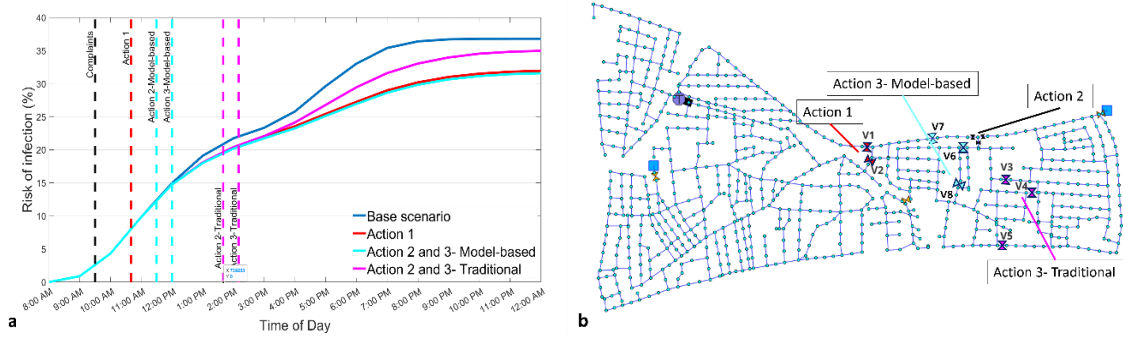 40
35
30
25
20
15
10
5
0
Risk of infection (%)
Complaints
Action 1
Action 2-Model-based
Action 3-Model-based
Action 2-Traditional
Action 3-Traditional
Base scenario
Action 1
Action 2 and 3- Model-based
Action 2 and 3- Traditional
8:00 AM
9:00 AM
10:00 AM
11:00 AM
12:00 PM
1:00 PM
2:00 PM
3:00 PM
4:00 PM
5:00 PM
6:00 PM
7:00 PM
8:00 PM
9:00 PM
10:00 PM
11:00 PM
12:00 AM
Time of Day
a
Action 3- Model-based
Action 1
Action 2
V7
V1
V6
V2
V3
V4
V8
V5
Action 3- Traditional
b